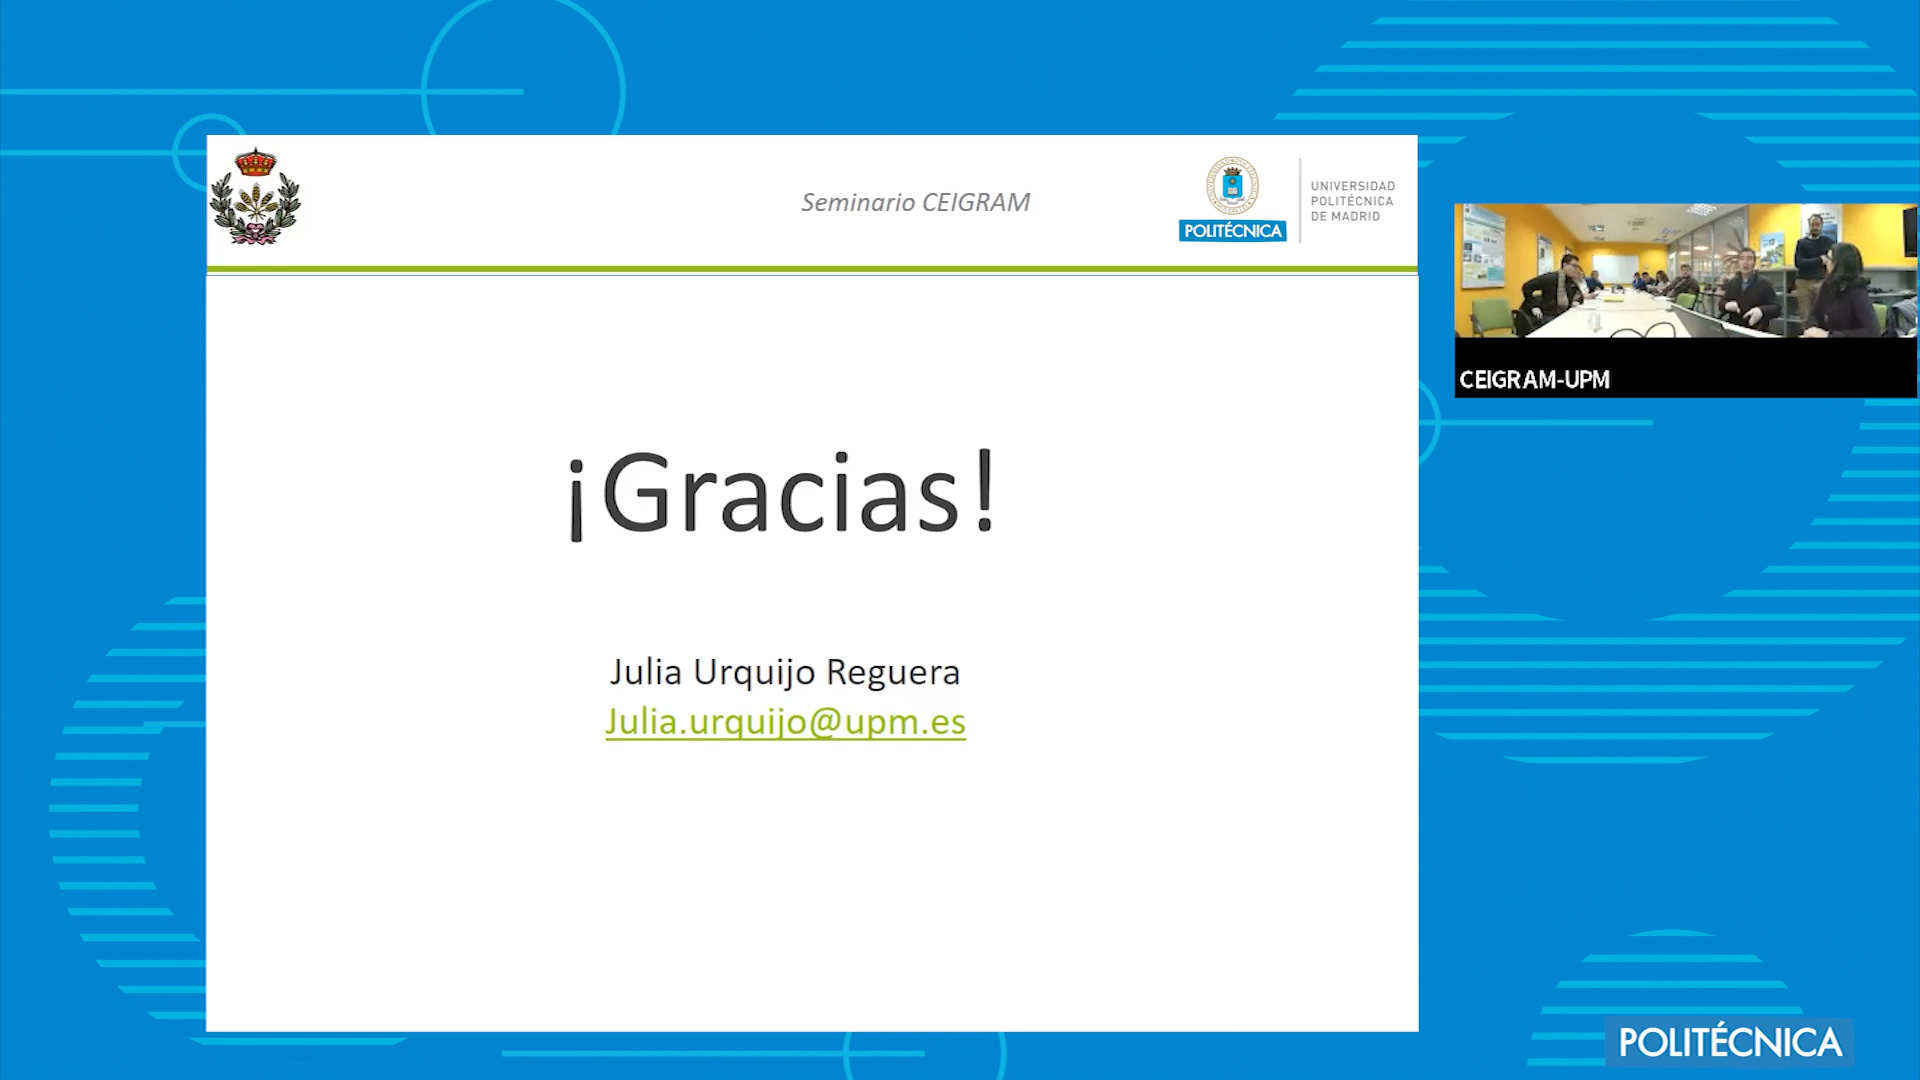 Seminario CEIGRAM
POLITÉCNICA
UNIVERSIDAD
POLITÉCNICA
DE MADRID
CEIGRAM-UPM
¡Gracias!
Julia Urquijo Reguera
Julia.urquijo@upm.es
POLITÉCNICA